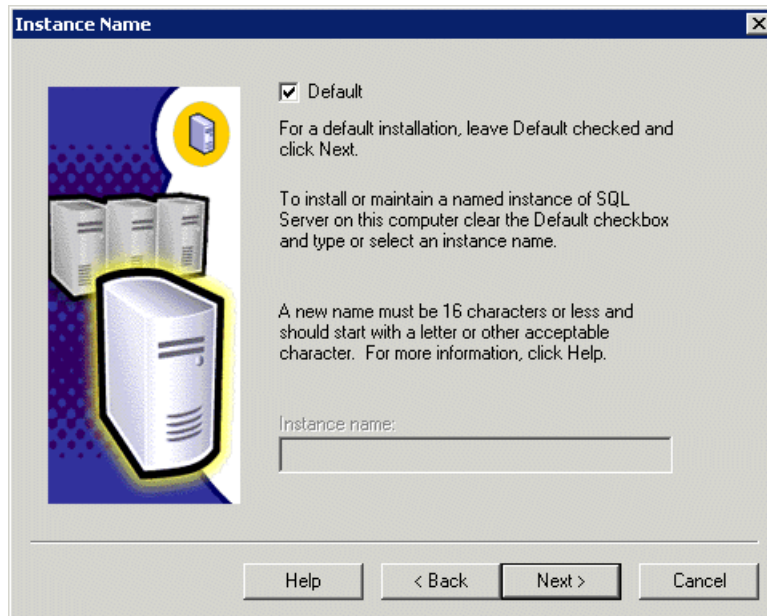 Instance Name
Default
For a default installation, leave Default checked and
click Next.
To install or maintain a named instance of SQL
Server on this computer clear the Default checkbox
and type or select an instance name.
A new name must be 16 characters or less and
should start with a letter or other acceptable
character.  For more information, click Help.
Instance name:
Help
< Back
Next >
Cancel